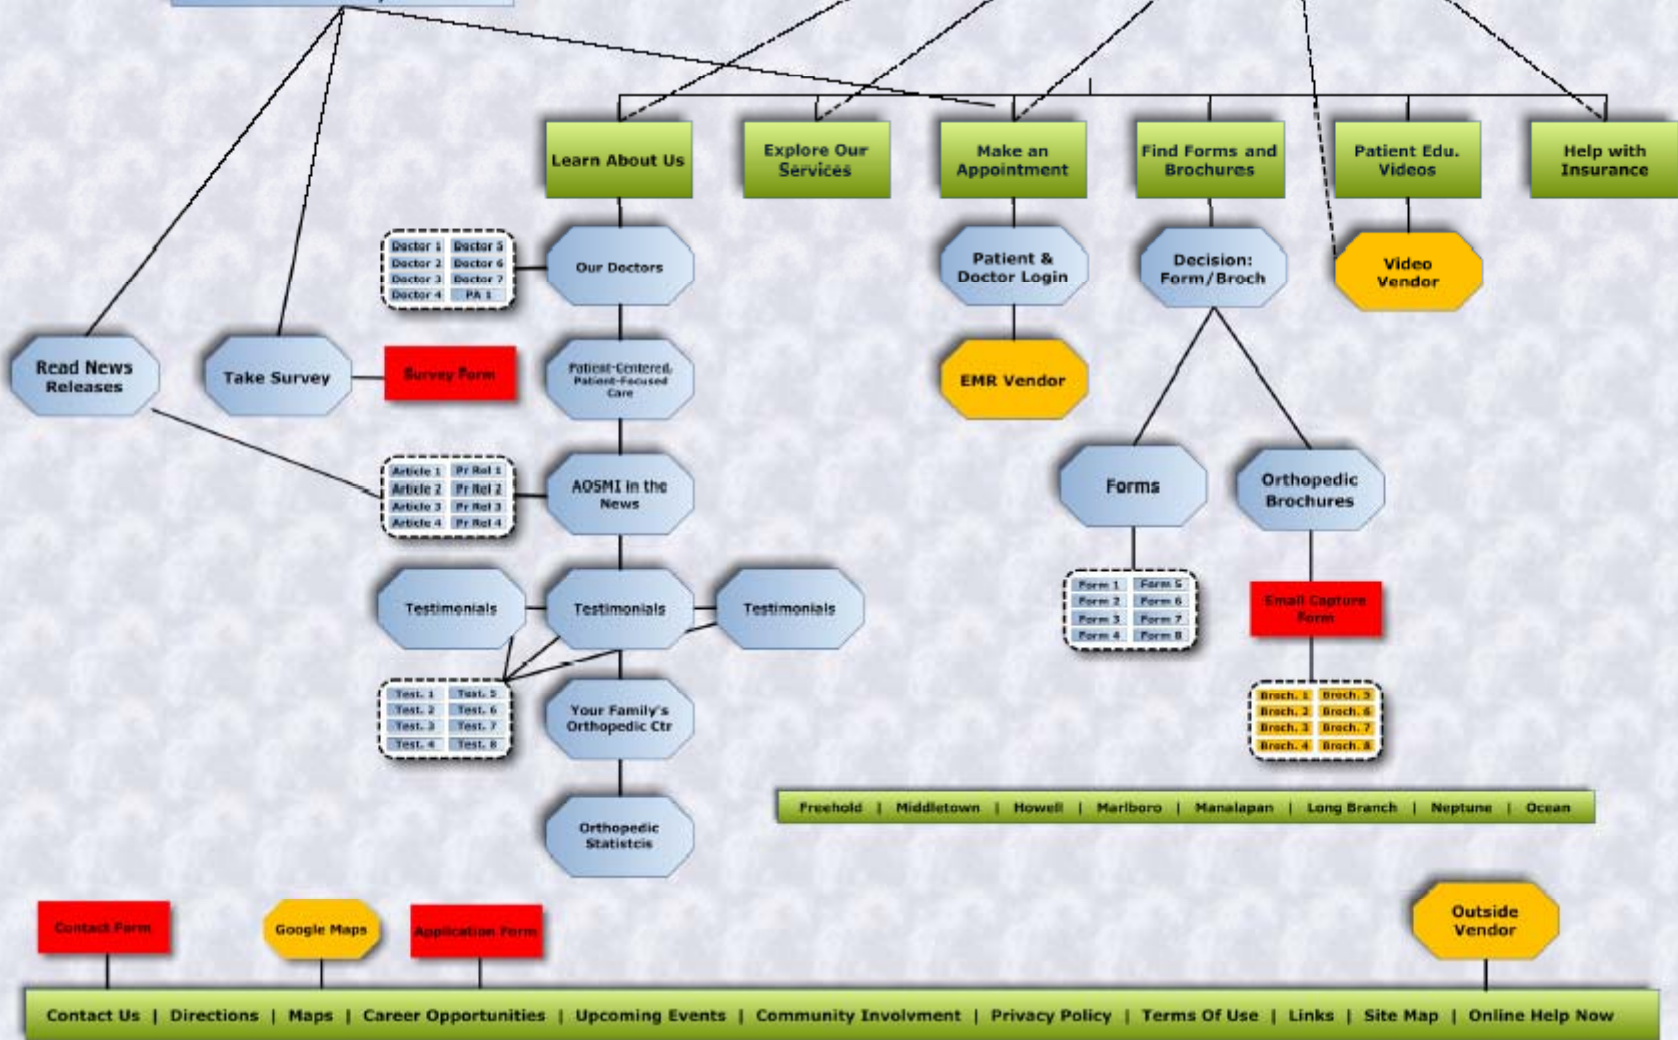 Learn About Us
Explore Our
Services
Make an
Appointment
Find Forms and
Brochures
Patient Edu.
Videos
Help with
Insurance
Doctor 1 Doctor 5
Doctor 2 Doctor 6
Doctor 3 Doctor 7
Doctor 4 PA 1
Our Doctors
Patient &
Doctor Login
Decision:
Form/Broch
Video
Vendor
Read News
Releases
Take Survey
Survey Form
Patient-Centered,
Patient-Focused
Care
EMR Vendor
Article 1 Pr Rel 1
Article 2 Pr Rel 2
Article 3 Pr Rel 3
Article 4 Pr Rel 4
AOSMI in the
News
Forms
Orthopedic
Brochures
Testimonials
Testimonials
Testimonials
Form 1 Form 5
Form 2 Form 6
Form 3 Form 7
Form 4 Form 8
Email Capture
Form
Test. 1 Test. 5
Test. 2 Test. 6
Test. 3 Test. 7
Test. 4 Test. 8
Your Family's
Orthopedic Ctr
Broch. 1 Broch. 5
Broch. 2 Broch. 6
Broch. 3 Broch. 7
Broch. 4 Broch. 8
Orthopedic
Statistcis
Freehold | Middletown | Howell | Marlboro | Manalapan | Long Branch | Neptune | Ocean
Contact Form
Google Maps
Application Form
Outside
Vendor
Contact Us | Directions | Maps | Career Opportunities | Upcoming Events | Community Involvment | Privacy Policy | Terms Of Use | Links | Site Map | Online Help Now